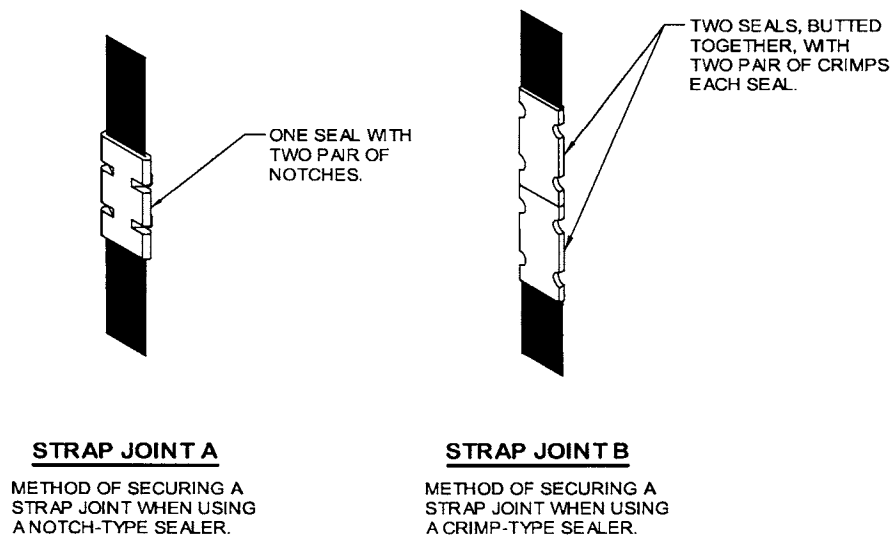 ONE SEAL WITH
TWO PAIR OF
NOTCHES.
TWO SEALS, BUTTED
TOGETHER, WITH
TWO PAIR OF CRIMPS
EACH SEAL.
STRAP JOINT A
METHOD OF SECURING A
STRAP JOINT WHEN USING
A NOTCH-TYPE SEALER.
STRAP JOINT B
METHOD OF SECURING A
STRAP JOINT WHEN USING
A CRIMP-TYPE SEALER.